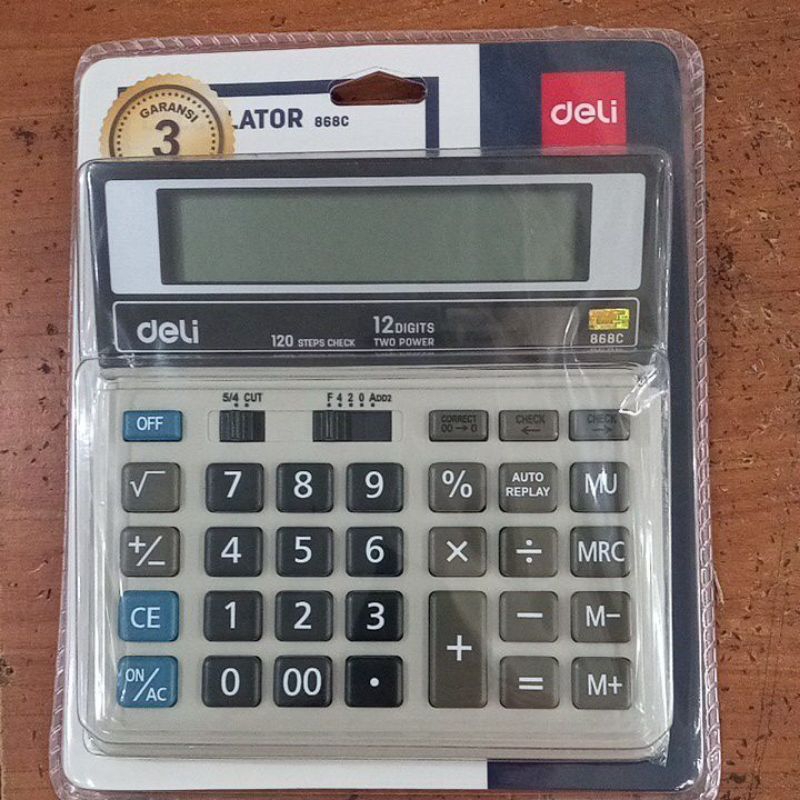 GARANSI
3
LATOR 868C
deli
deli
120 STEPS CHECK
12 DIGITS
TWO POWER
868C
5/4 CUT
F 4 2 0 ADD2
OFF
CORRECT
00→0
CHECK
←
CHECK
→
√
7
8
9
%
AUTO
REPLAY
MU
+/−
4
5
6
×
÷
MRC
CE
1
2
3
+
−
M−
ON/AC
0
00
.
=
M+